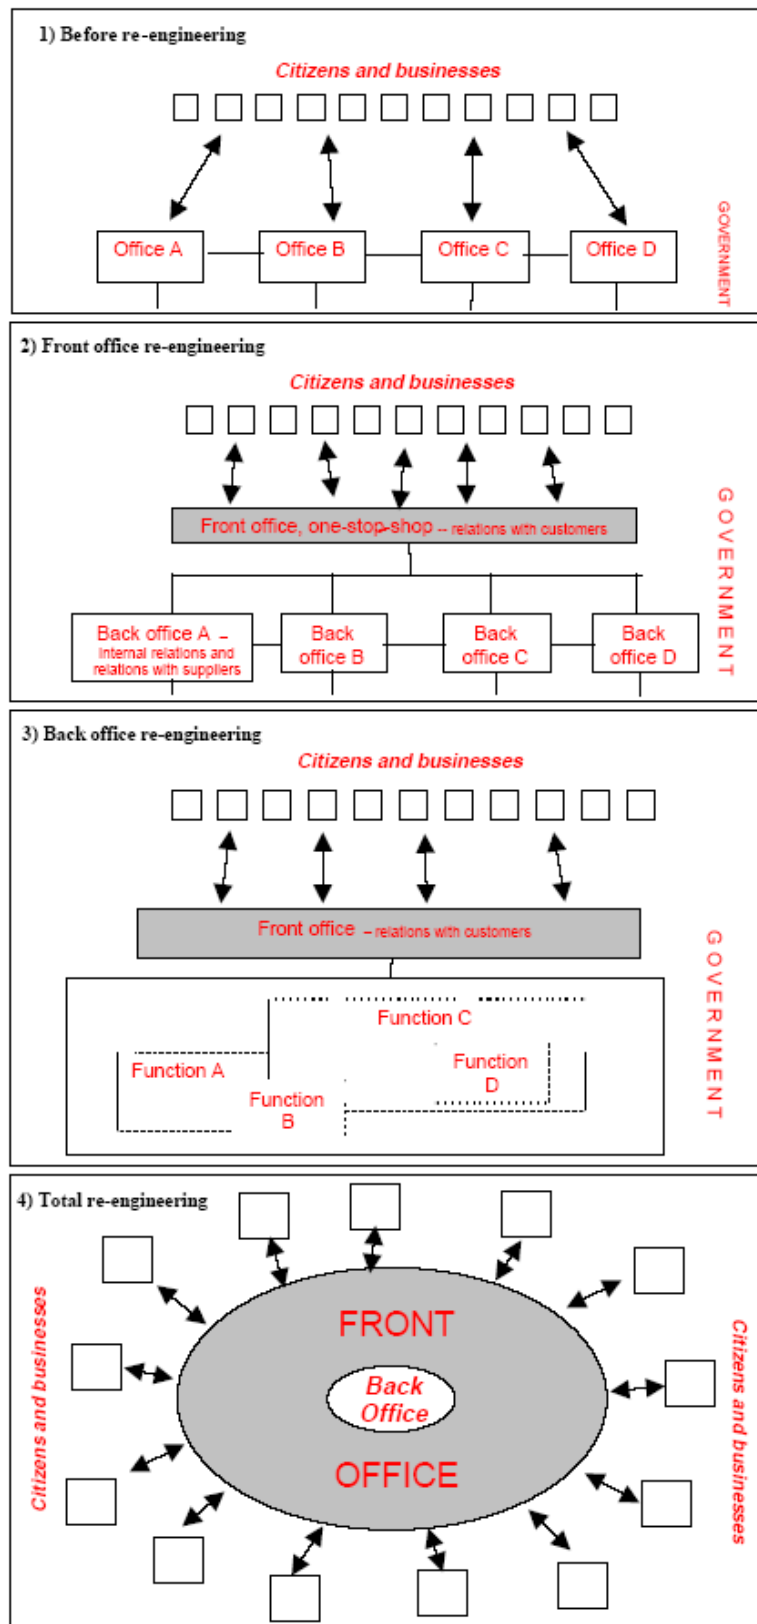 1) Before re-engineering
Citizens and businesses
Office A
Office B
Office C
Office D
GOVERNMENT
2) Front office re-engineering
Citizens and businesses
Front office, one-stop-shop -- relations with customers
Back office A –
Internal relations and
relations with suppliers
Back
office B
Back
office C
Back
office D
GOVERNMENT
3) Back office re-engineering
Citizens and businesses
Front office – relations with customers
Function C
Function A
Function
D
Function
B
GOVERNMENT
4) Total re-engineering
Citizens and businesses
FRONT
Back
Office
OFFICE
Citizens and businesses